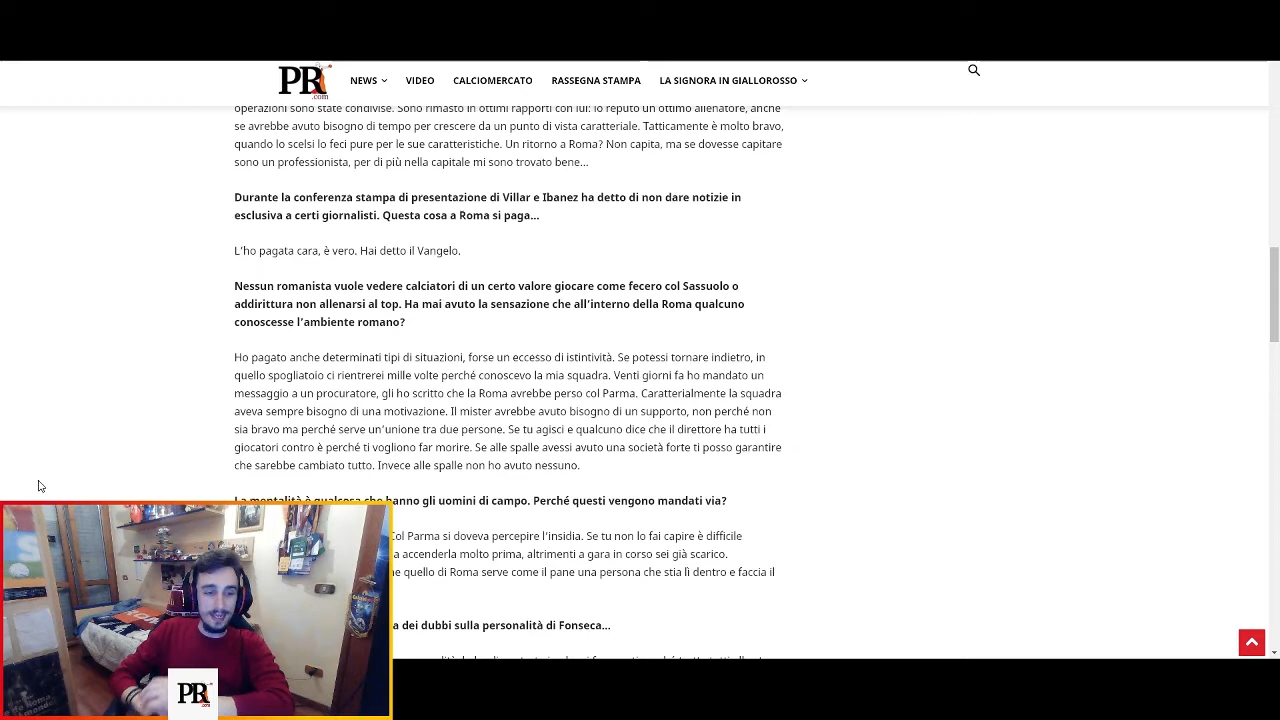 PR
.com
NEWS
VIDEO
CALCIOMERCATO
RASSEGNA STAMPA
LA SIGNORA IN GIALLOROSSO
operazioni sono state condivise. Sono rimasto in ottimi rapporti con lui: lo reputo un ottimo allenatore, anche
se avrebbe avuto bisogno di tempo per crescere da un punto di vista caratteriale. Tatticamente è molto bravo,
quando lo scelsi lo feci pure per le sue caratteristiche. Un ritorno a Roma? Non capita, ma se dovesse capitare
sono un professionista, per di più nella capitale mi sono trovato bene…
Durante la conferenza stampa di presentazione di Villar e Ibanez ha detto di non dare notizie in
esclusiva a certi giornalisti. Questa cosa a Roma si paga…
L'ho pagata cara, è vero. Hai detto il Vangelo.
Nessun romanista vuole vedere calciatori di un certo valore giocare come fecero col Sassuolo o
addirittura non allenarsi al top. Ha mai avuto la sensazione che all'interno della Roma qualcuno
conoscesse l'ambiente romano?
Ho pagato anche determinati tipi di situazioni, forse un eccesso di istintività. Se potessi tornare indietro, in
quello spogliatoio ci rientrerei mille volte perché conoscevo la mia squadra. Venti giorni fa ho mandato un
messaggio a un procuratore, gli ho scritto che la Roma avrebbe perso col Parma. Caratterialmente la squadra
aveva sempre bisogno di una motivazione. Il mister avrebbe avuto bisogno di un supporto, non perché non
sia bravo ma perché serve un'unione tra due persone. Se tu agisci e qualcuno dice che il direttore ha tutti i
giocatori contro è perché ti vogliono far morire. Se alle spalle avessi avuto una società forte ti posso garantire
che sarebbe cambiato tutto. Invece alle spalle non ho avuto nessuno.
La mentalità è qualcosa che hanno gli uomini di campo. Perché questi vengono mandati via?
Col Parma si doveva percepire l'insidia. Se tu non lo fai capire è difficile
a accenderla molto prima, altrimenti a gara in corso sei già scarico.
quello di Roma serve come il pane una persona che stia lì dentro e faccia il
dei dubbi sulla personalità di Fonseca…
PR
.com